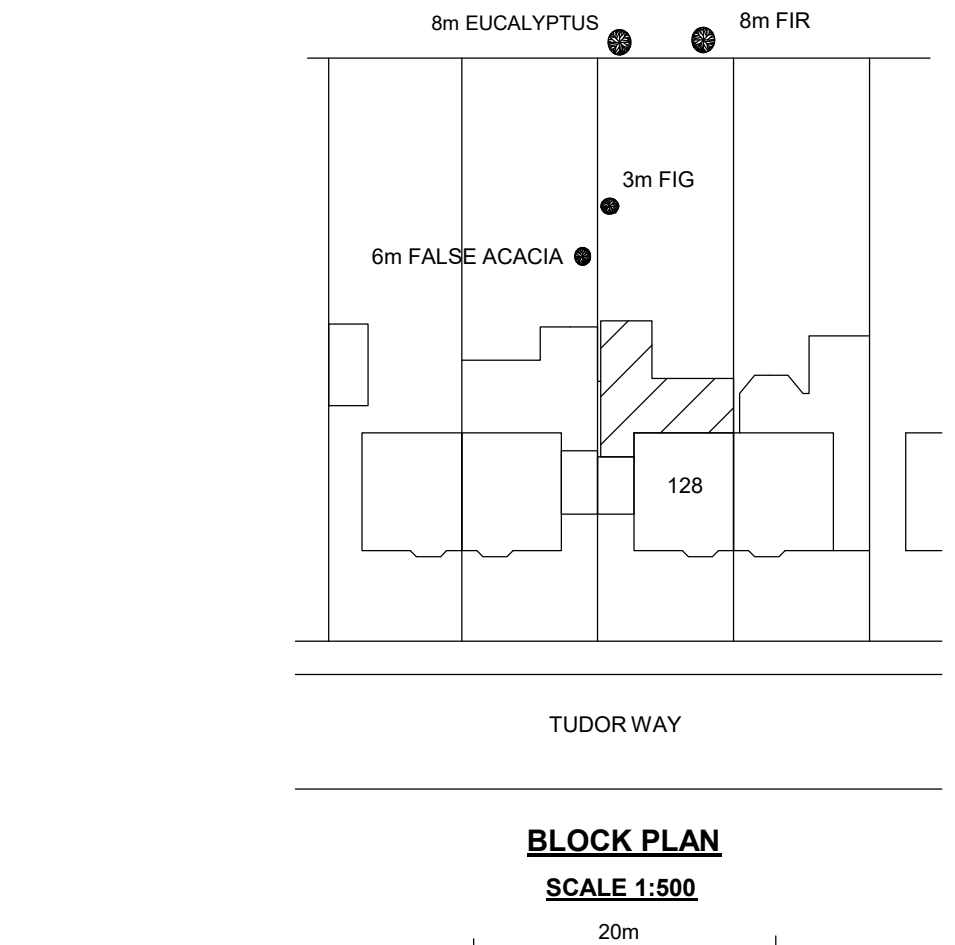 8m EUCALYPTUS
8m FIR
3m FIG
6m FALSE ACACIA
128
TUDOR WAY
BLOCK PLAN
SCALE 1:500
20m